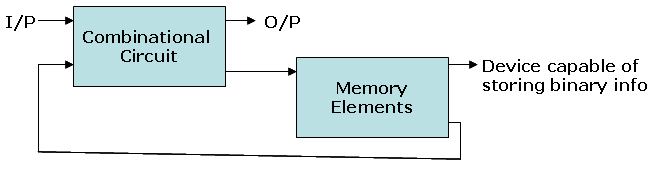 I/P
Combinational
Circuit
O/P
Memory
Elements
Device capable of
storing binary info